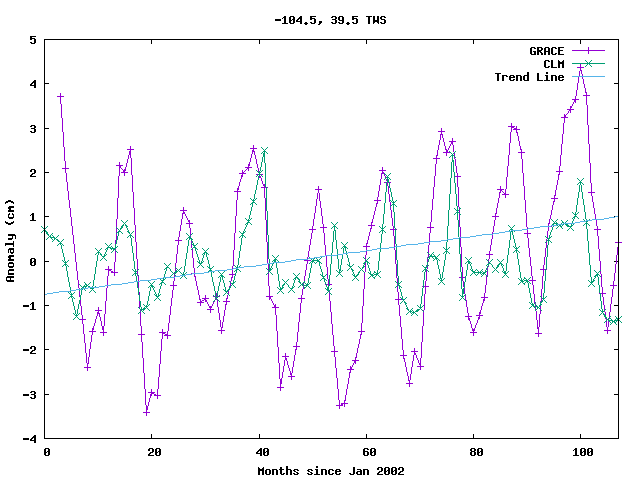 -104.5, 39.5 TWS
GRACE
CLM
Trend Line
5
4
3
2
1
0
-1
-2
-3
-4
Anomaly (cm)
0 20 40 60 80 100
Months since Jan 2002